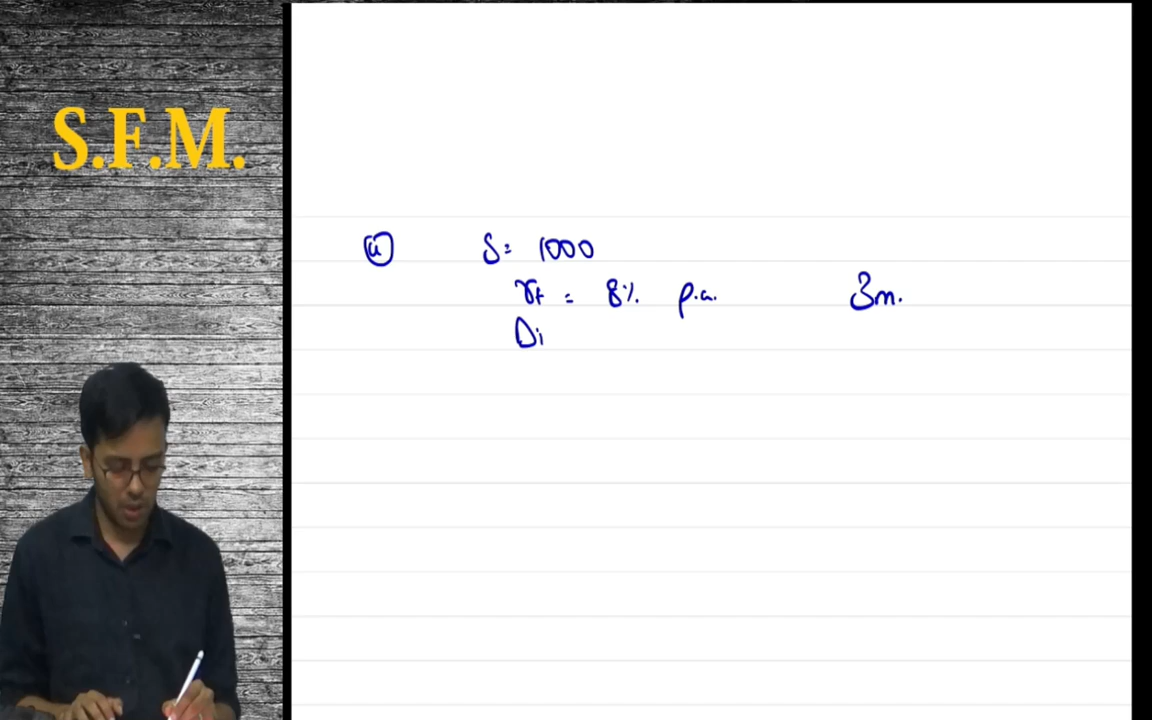 S.F.M.
(a) S = 1000
rf = 8% p.a. 3m.
Di